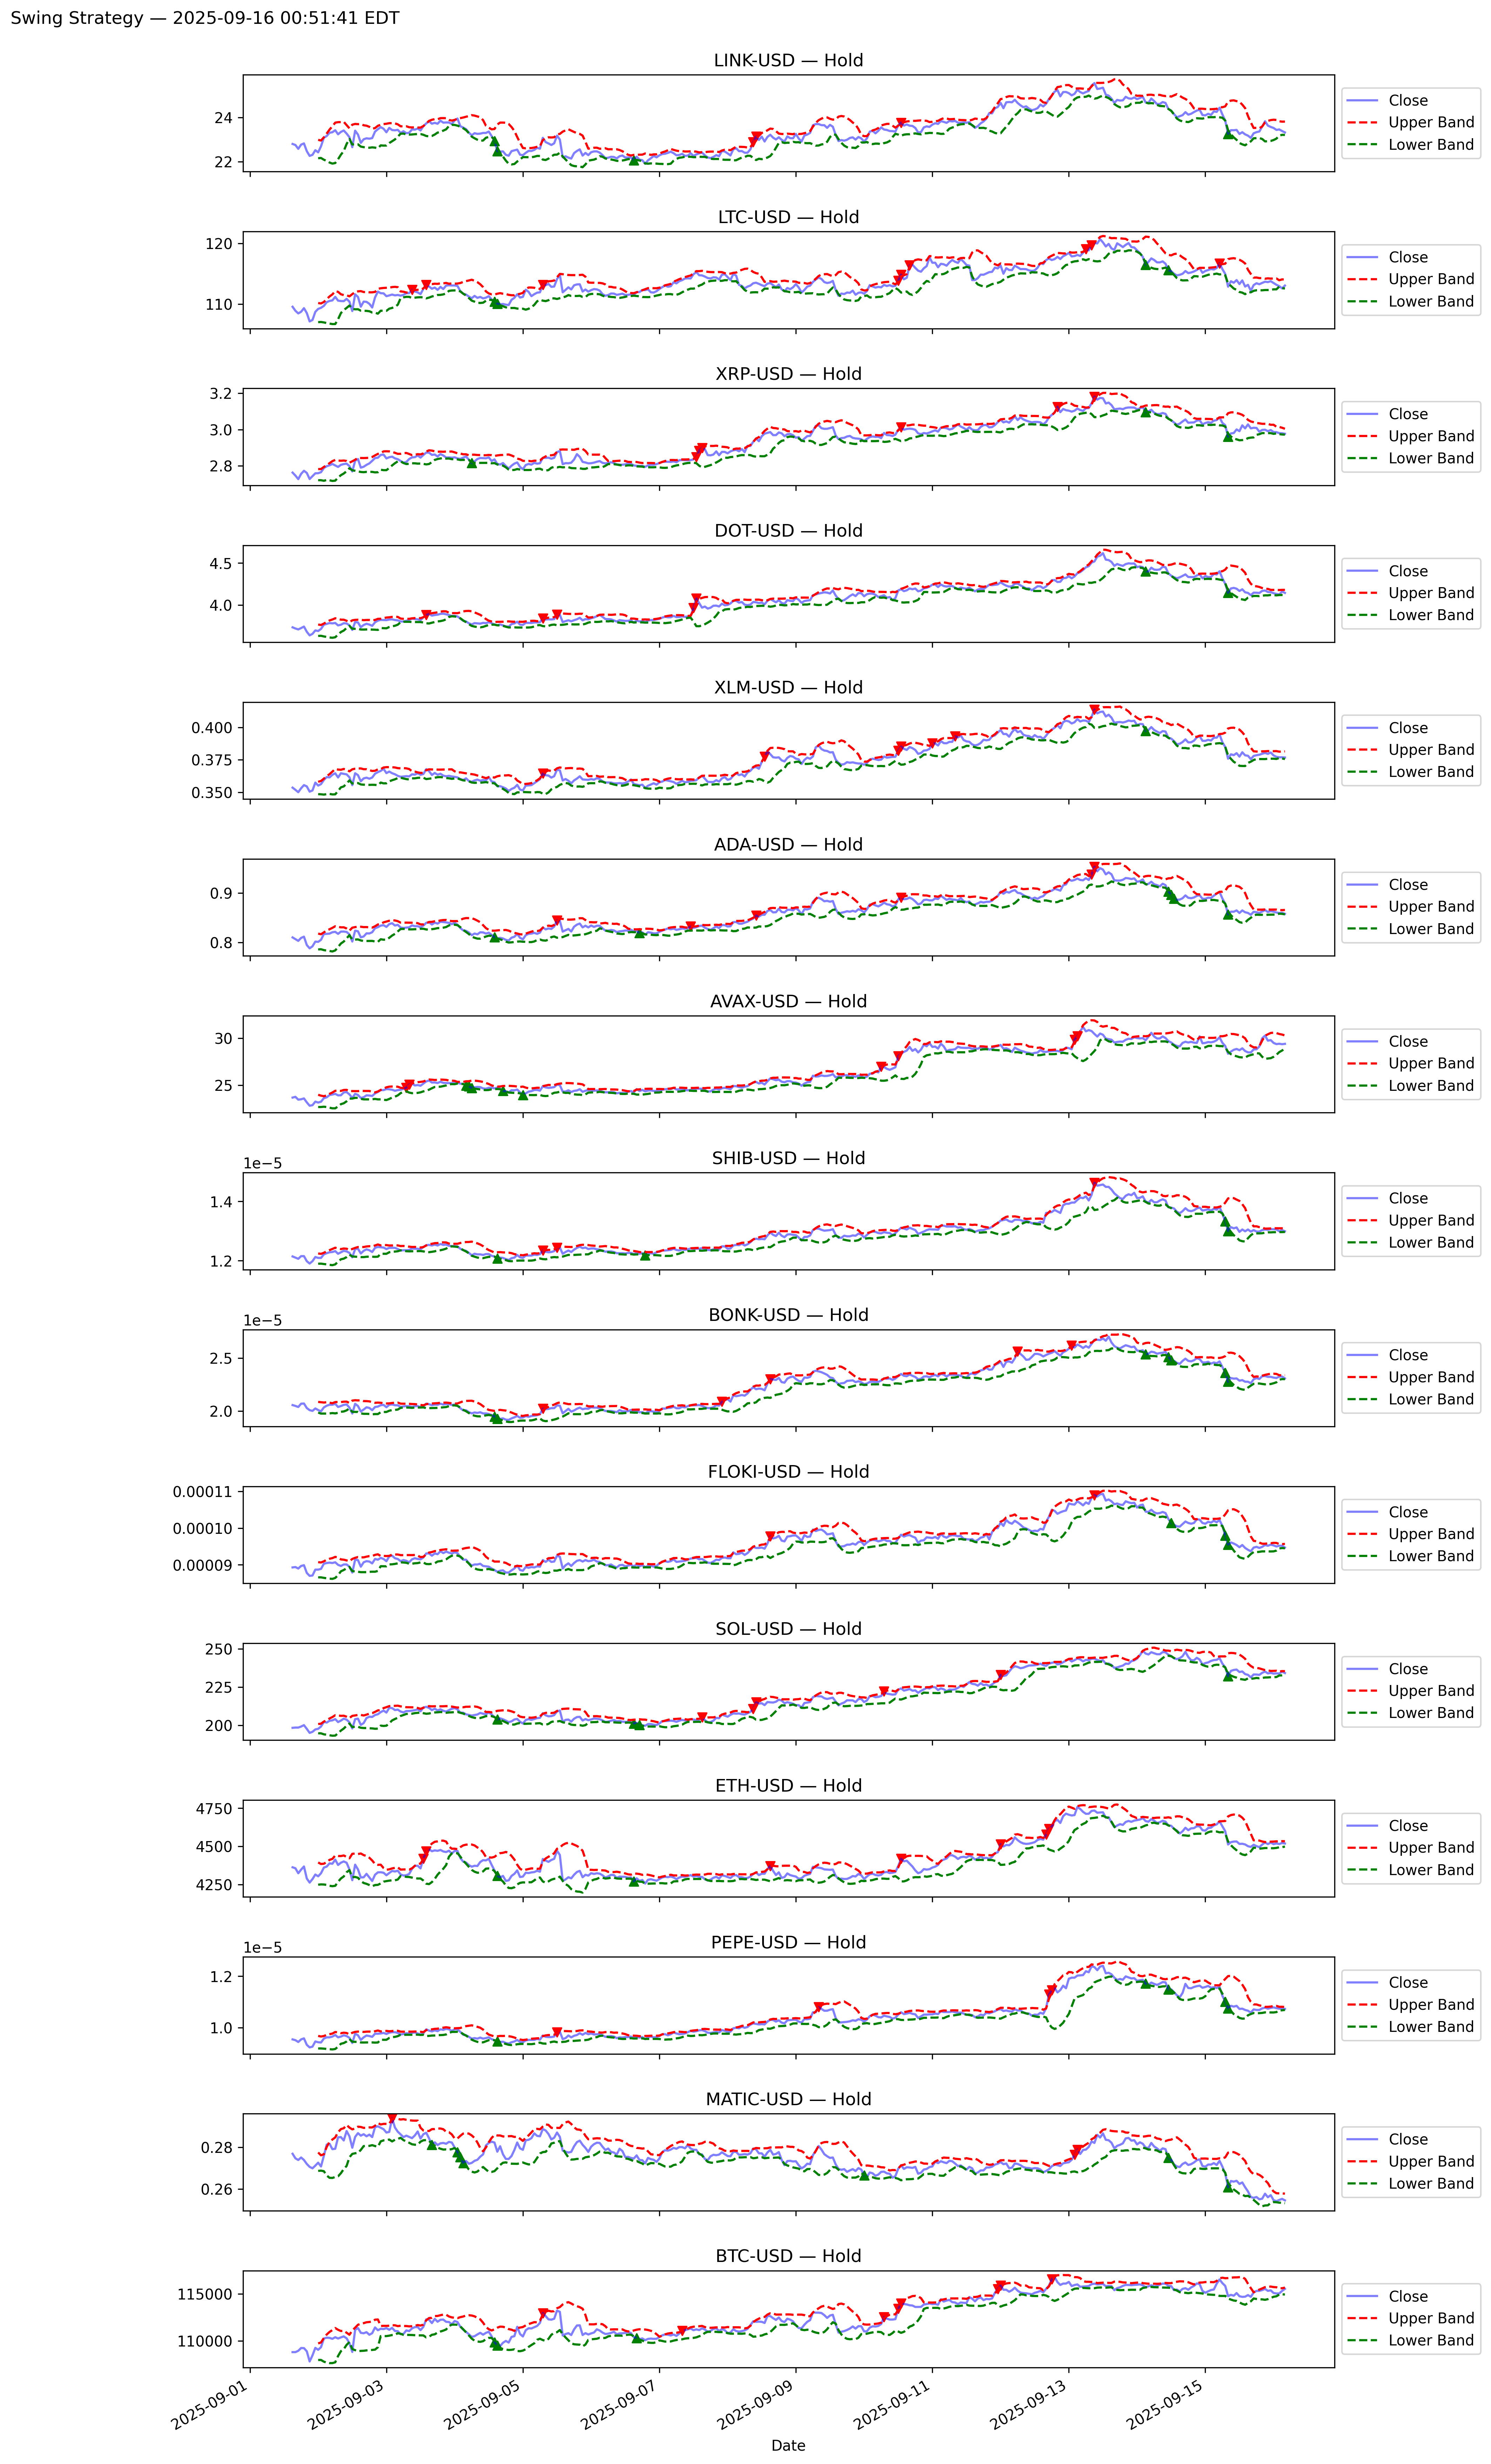 Swing Strategy — 2025-09-16 00:51:41 EDT
LINK-USD — Hold
24
22
Close
Upper Band
Lower Band
LTC-USD — Hold
120
110
Close
Upper Band
Lower Band
XRP-USD — Hold
3.2
3.0
2.8
Close
Upper Band
Lower Band
DOT-USD — Hold
4.5
4.0
Close
Upper Band
Lower Band
XLM-USD — Hold
0.400
0.375
0.350
Close
Upper Band
Lower Band
ADA-USD — Hold
0.9
0.8
Close
Upper Band
Lower Band
AVAX-USD — Hold
30
25
Close
Upper Band
Lower Band
SHIB-USD — Hold
1e−5
1.4
1.2
Close
Upper Band
Lower Band
BONK-USD — Hold
1e−5
2.5
2.0
Close
Upper Band
Lower Band
FLOKI-USD — Hold
0.00011
0.00010
0.00009
Close
Upper Band
Lower Band
SOL-USD — Hold
250
225
200
Close
Upper Band
Lower Band
ETH-USD — Hold
4750
4500
4250
Close
Upper Band
Lower Band
PEPE-USD — Hold
1e−5
1.2
1.0
Close
Upper Band
Lower Band
MATIC-USD — Hold
0.28
0.26
Close
Upper Band
Lower Band
BTC-USD — Hold
115000
110000
Close
Upper Band
Lower Band
2025-09-01
2025-09-03
2025-09-05
2025-09-07
2025-09-09
2025-09-11
2025-09-13
2025-09-15
Date